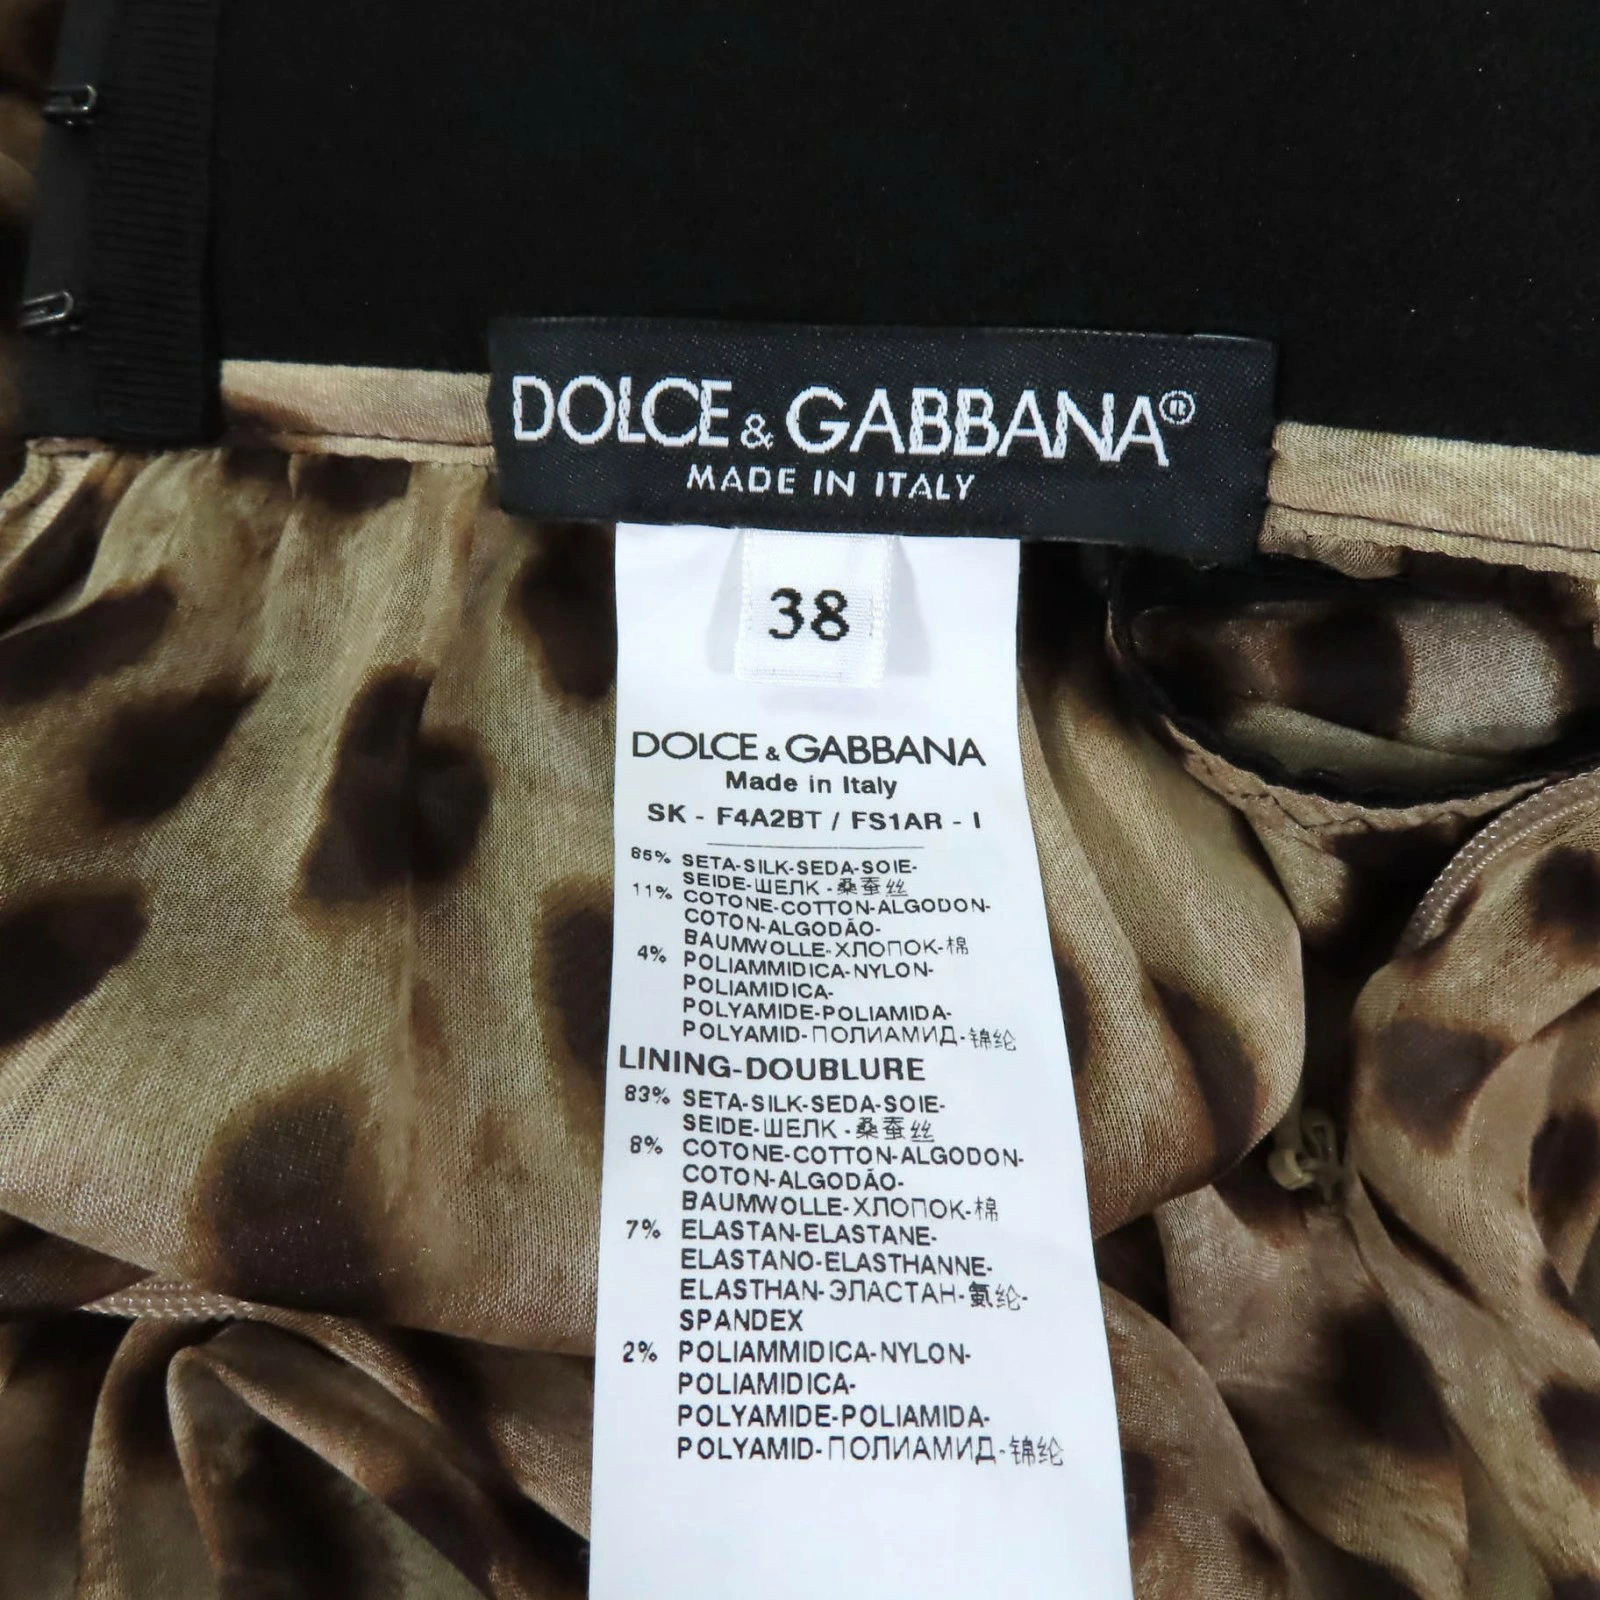 DOLCE & GABBANA®
MADE IN ITALY
38
DOLCE & GABBANA
Made in Italy
SK - F4A2BT / FS1AR - I
85% SETA-SILK-SEDA-SOIE-
SEIDE-ШЕЛК-桑蚕丝
11% COTONE-COTTON-ALGODON-
COTON-ALGODÃO-
BAUMWOLLE-ХЛОПОК-棉
4% POLIAMMIDICA-NYLON-
POLIAMIDICA-
POLYAMIDE-POLIAMIDA-
POLYAMID-ПОЛИАМИД-锦纶
LINING-DOUBLURE
83% SETA-SILK-SEDA-SOIE-
SEIDE-ШЕЛК-桑蚕丝
8% COTONE-COTTON-ALGODON-
COTON-ALGODÃO-
BAUMWOLLE-ХЛОПОК-棉
7% ELASTAN-ELASTANE-
ELASTANO-ELASTHANNE-
ELASTHAN-ЭЛАСТАН-氨纶-
SPANDEX
2% POLIAMMIDICA-NYLON-
POLIAMIDICA-
POLYAMIDE-POLIAMIDA-
POLYAMID-ПОЛИАМИД-锦纶